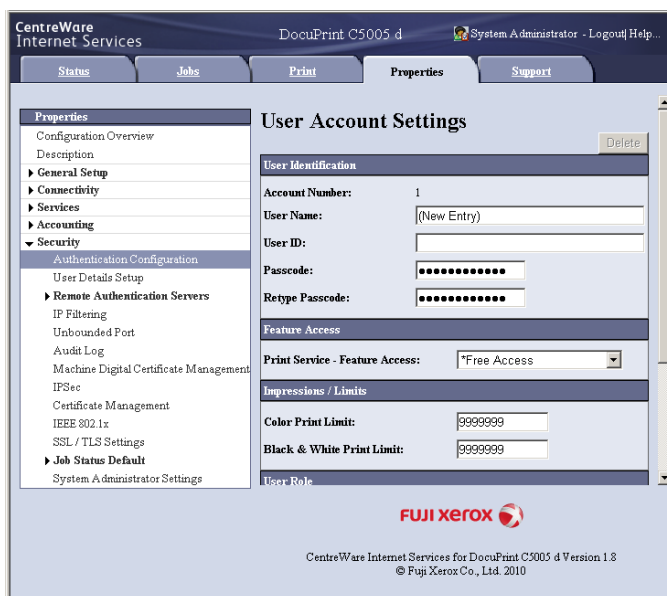 CentreWare
Internet Services
DocuPrint C5005 d
System Administrator - Logout| Help...
Status
Jobs
Print
Properties
Support
Properties
Configuration Overview
Description
General Setup
Connectivity
Services
Accounting
Security
Authentication Configuration
User Details Setup
Remote Authentication Servers
IP Filtering
Unbounded Port
Audit Log
Machine Digital Certificate Management
IPSec
Certificate Management
IEEE 802.1x
SSL / TLS Settings
Job Status Default
System Administrator Settings
User Account Settings
Delete
User Identification
Account Number: 1
User Name: (New Entry)
User ID:
Passcode: ●●●●●●●●●●●●
Retype Passcode: ●●●●●●●●●●●●
Feature Access
Print Service - Feature Access: *Free Access
Impressions / Limits
Color Print Limit: 9999999
Black & White Print Limit: 9999999
User Role
FUJI xerox
CentreWare Internet Services for DocuPrint C5005 d Version 1.8
© Fuji Xerox Co., Ltd. 2010